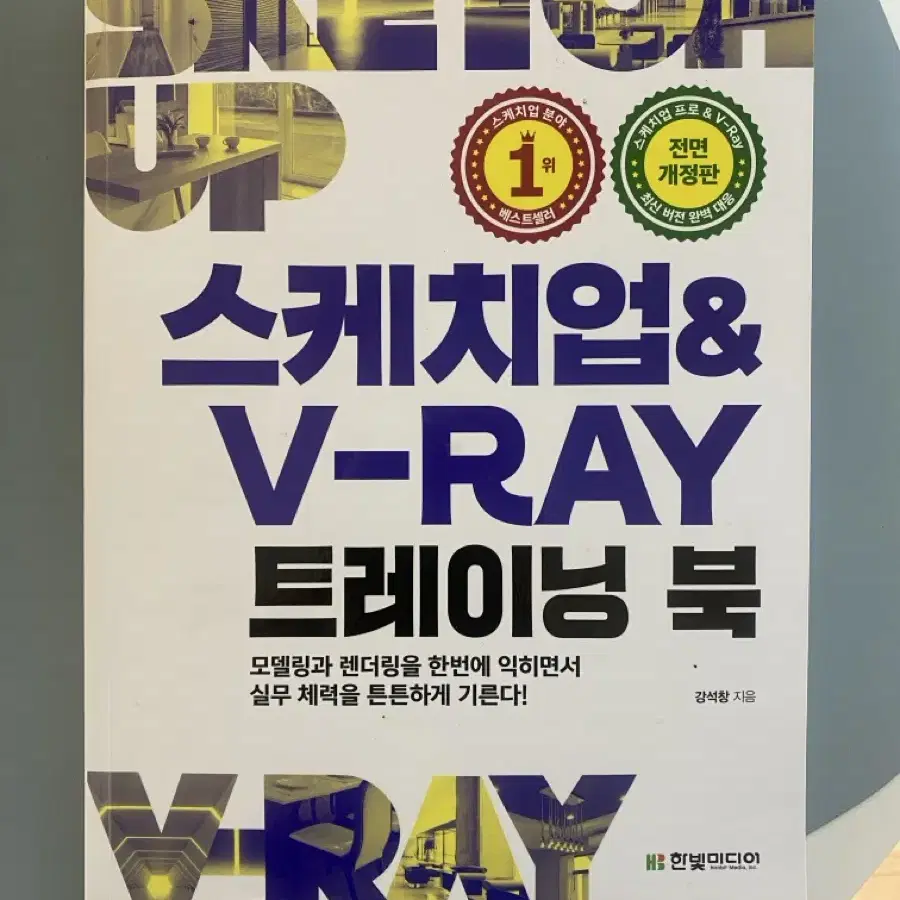 SKETCH
UP
스케치업 분야
1위
베스트셀러
스케치업 프로 & V-Ray
전면
개정판
최신 버전 완벽 대응
스케치업&
V-RAY
트레이닝 북
모델링과 렌더링을 한번에 익히면서
실무 체력을 튼튼하게 기른다!
강석창 지음
V-RAY
HB 한빛미디어
Hanbit Media, Inc.